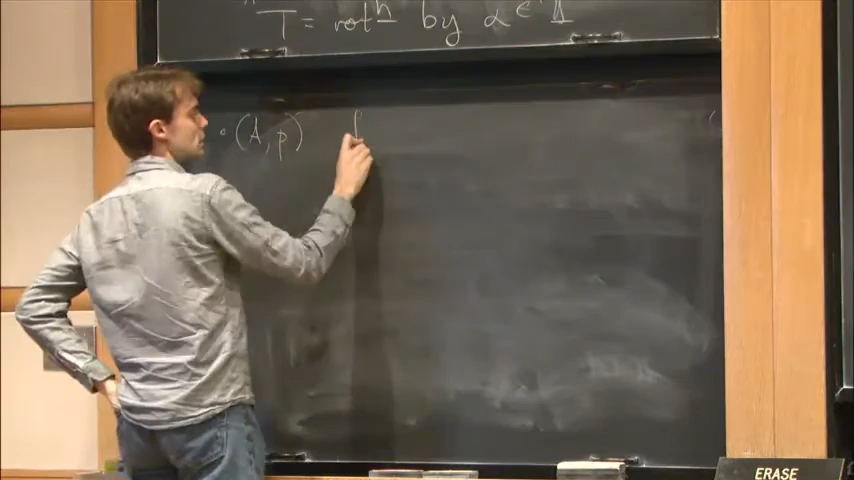 T = rotⁿ by α ∈ 𝕋
• (A, p) p
ERASE